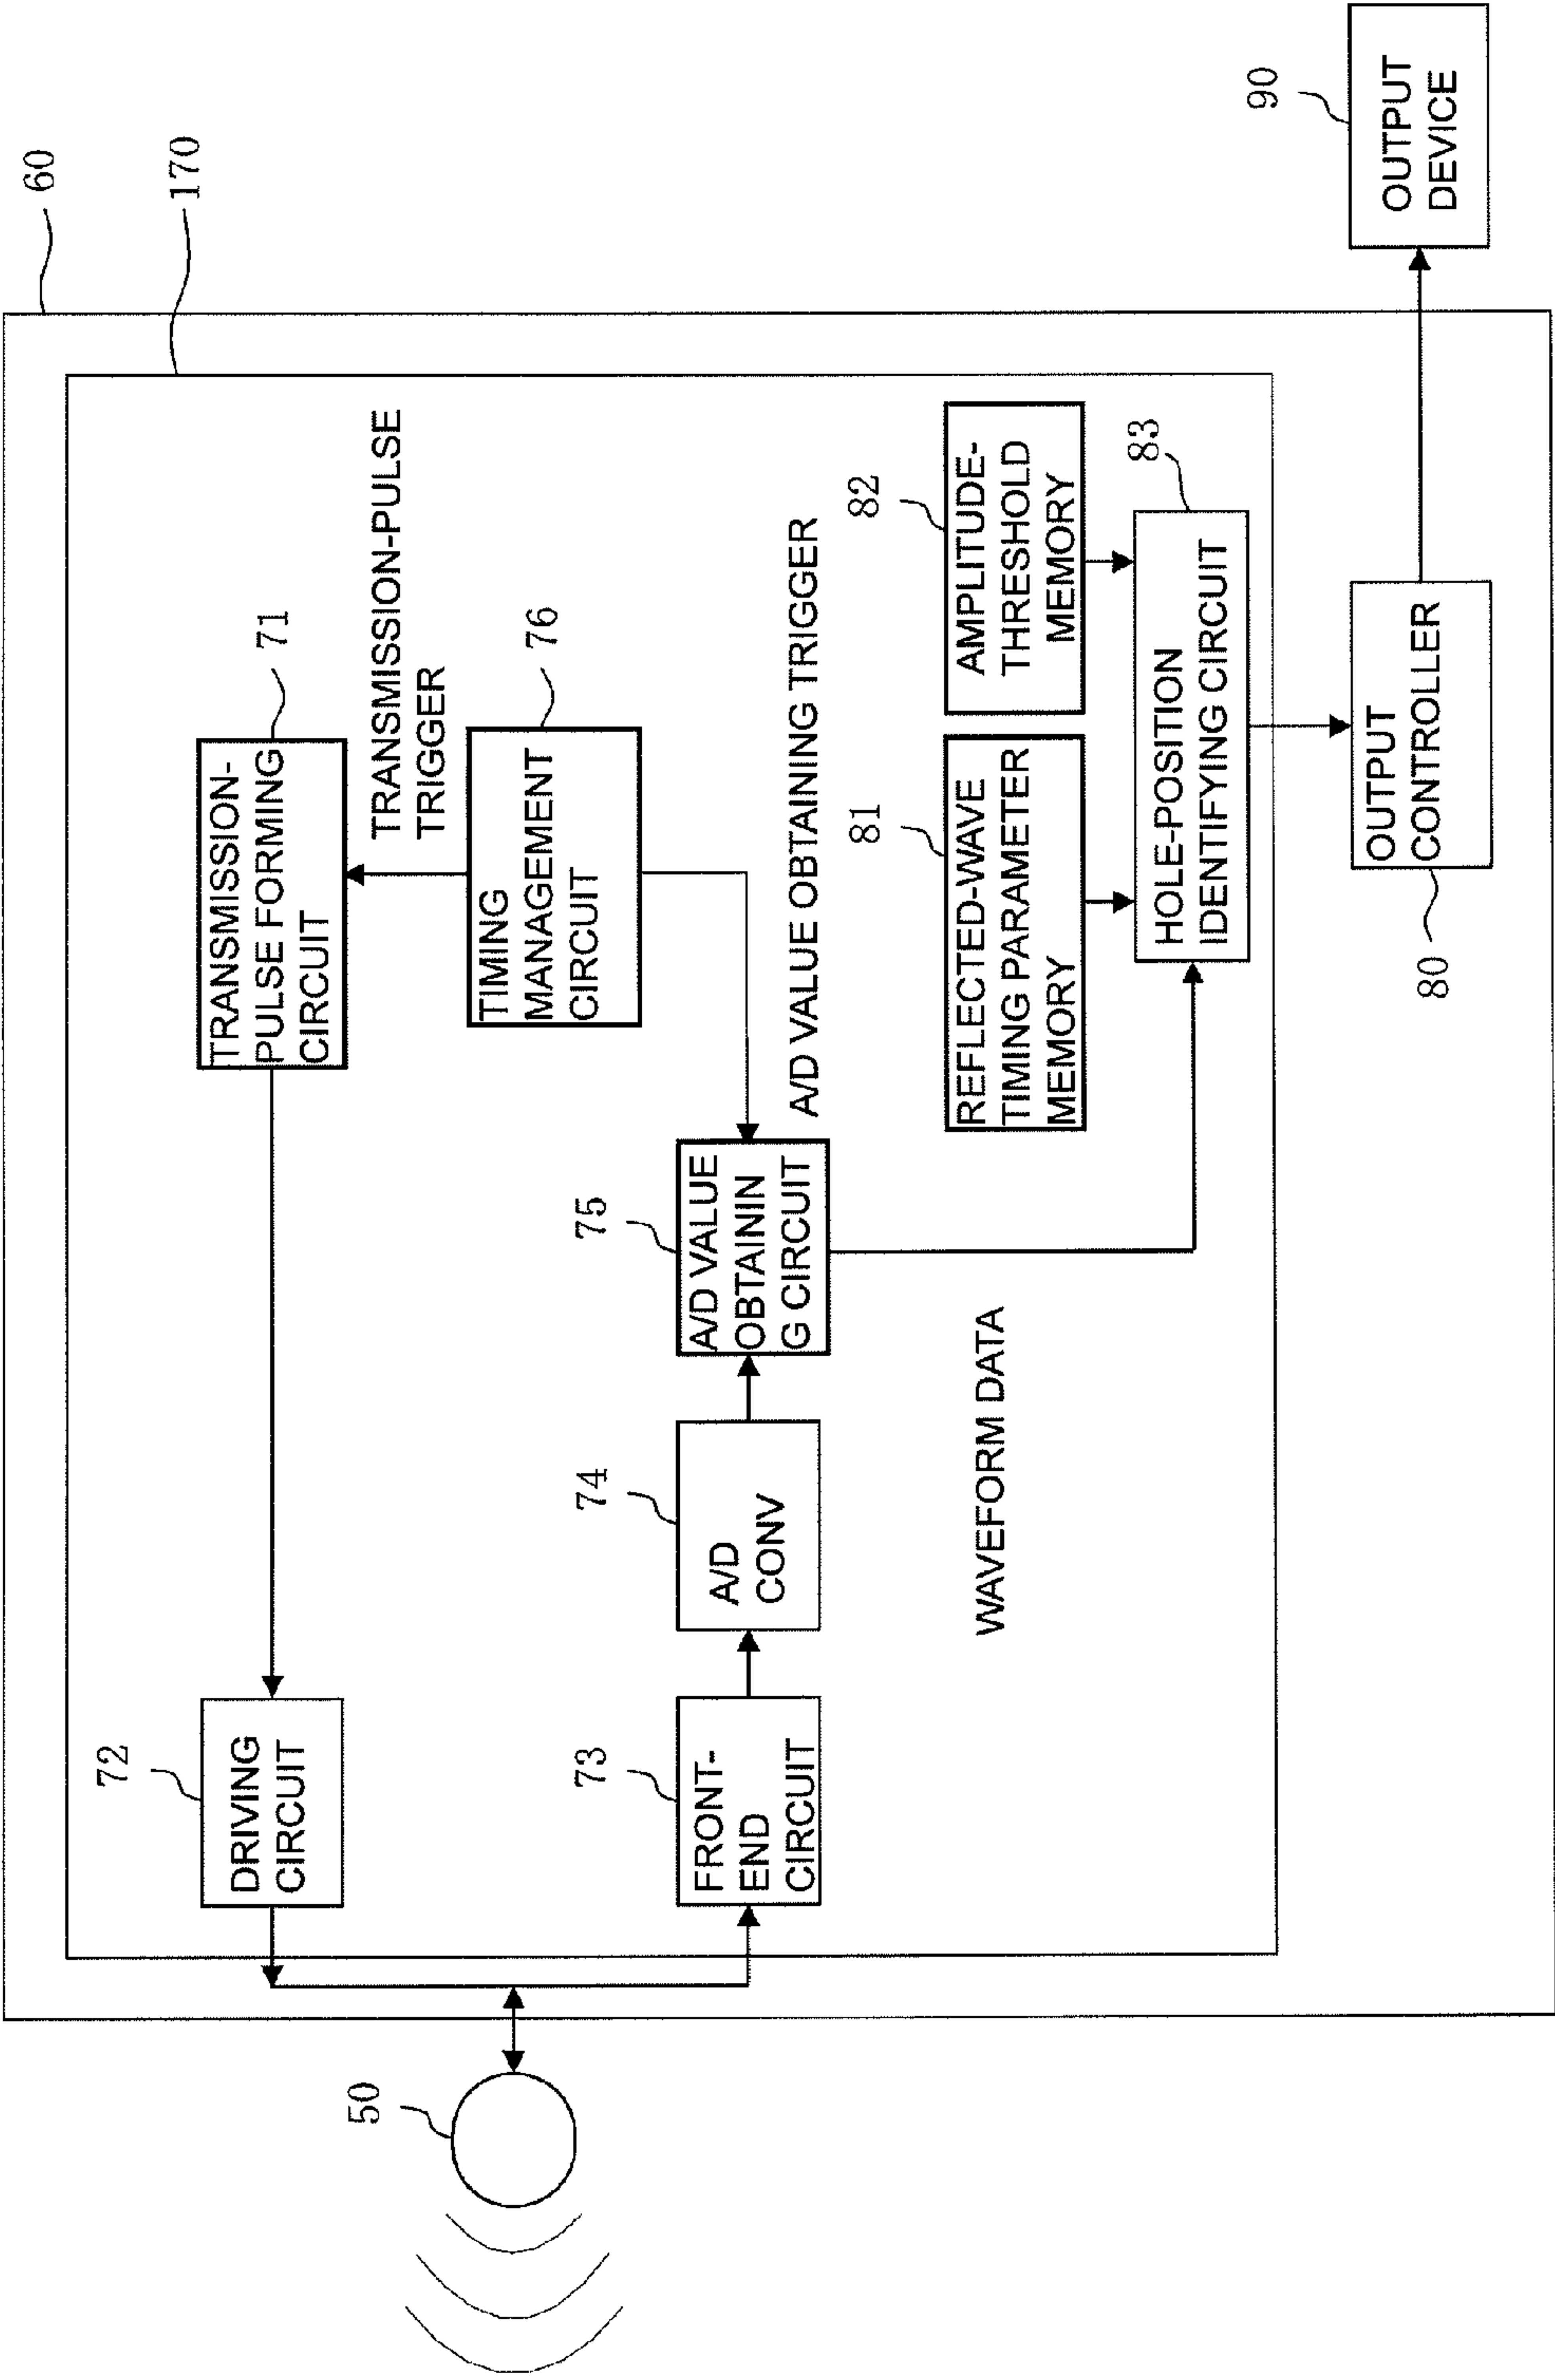 60
170
71
TRANSMISSION-
PULSE FORMING
CIRCUIT
TRANSMISSION-PULSE
TRIGGER
72
DRIVING
CIRCUIT
76
TIMING
MANAGEMENT
CIRCUIT
50
73
FRONT-
END
CIRCUIT
74
A/D
CONV
75
A/D VALUE
OBTAININ
G CIRCUIT
A/D VALUE OBTAINING TRIGGER
WAVEFORM DATA
81
REFLECTED-WAVE
TIMING PARAMETER
MEMORY
82
AMPLITUDE-
THRESHOLD
MEMORY
83
HOLE-POSITION
IDENTIFYING CIRCUIT
80
OUTPUT
CONTROLLER
90
OUTPUT
DEVICE